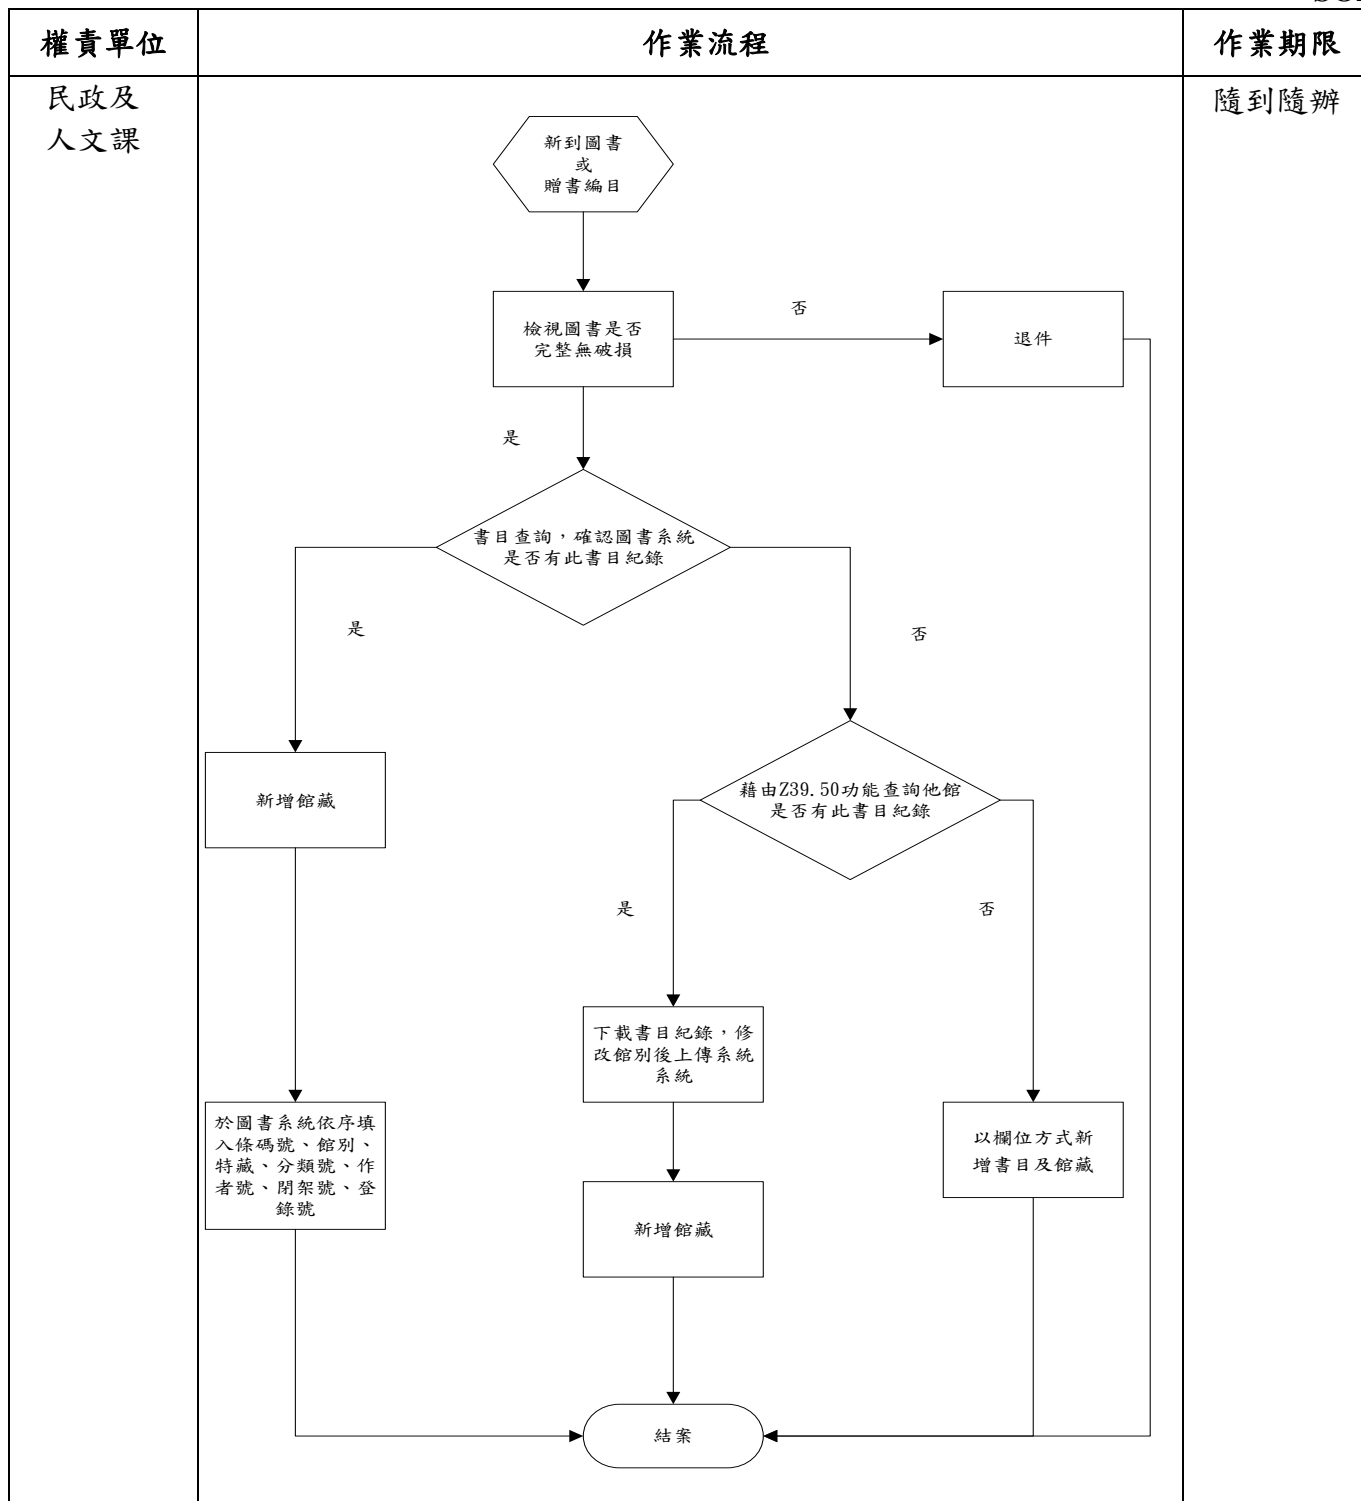 權責單位
作業流程
作業期限
民政及
人文課
隨到隨辦
新到圖書
或
贈書編目
檢視圖書是否
完整無破損
否
退件
是
書目查詢，確認圖書系統
是否有此書目紀錄
是
否
新增館藏
藉由Z39.50功能查詢他館
是否有此書目紀錄
是
否
下載書目紀錄，修
改館別後上傳系統
系統
於圖書系統依序填
入條碼號、館別、
特藏、分類號、作
者號、閉架號、登
錄號
以欄位方式新
增書目及館藏
新增館藏
結案